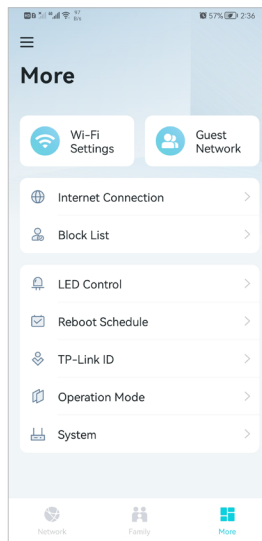 57% 2:36
More
Wi-Fi
Settings
Guest
Network
Internet Connection
Block List
LED Control
Reboot Schedule
TP-Link ID
Operation Mode
System
Network Family More